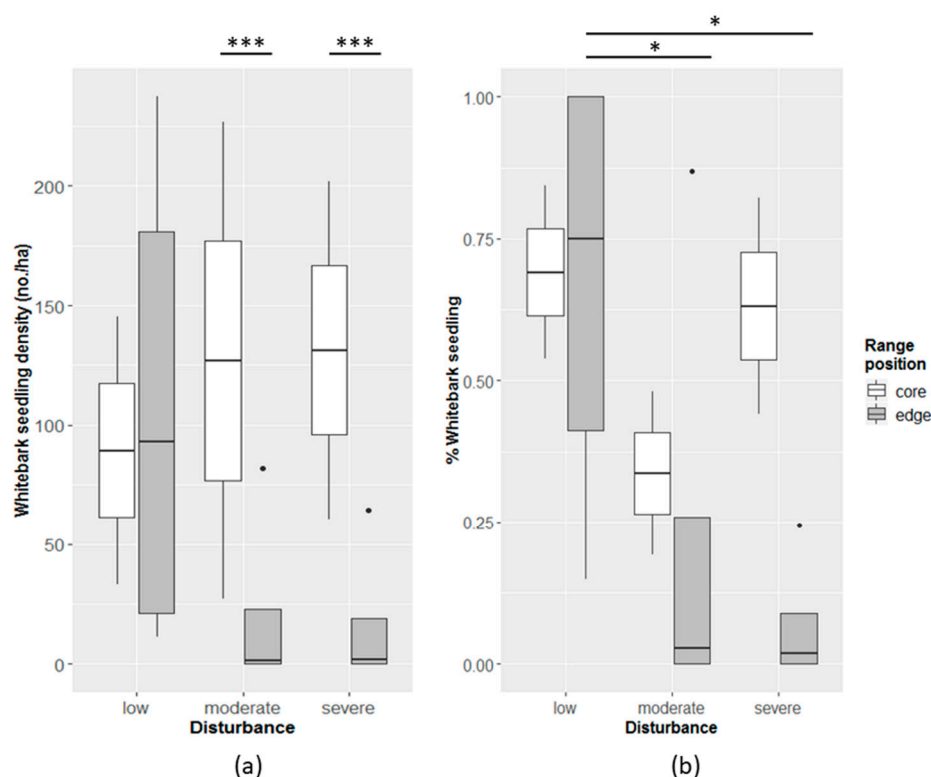 *** ***
Whitebark seedling density (no./ha)
200
150
100
50
0
low moderate severe
Disturbance
(a)
*
*
% Whitebark seedling
1.00
0.75
0.50
0.25
0.00
low moderate severe
Disturbance
(b)
Range
position
core
edge